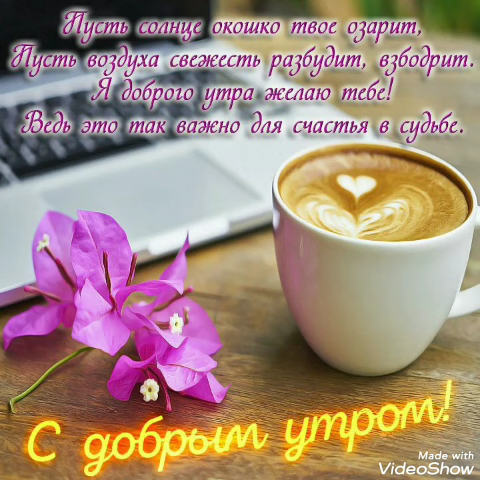 Пусть солнце окошко твое озарит,
Пусть воздуха свежесть разбудит, взбодрит.
Я доброго утра желаю тебе!
Ведь это так важно для счастья в судьбе.
С добрым утром!
Made with
VideoShow